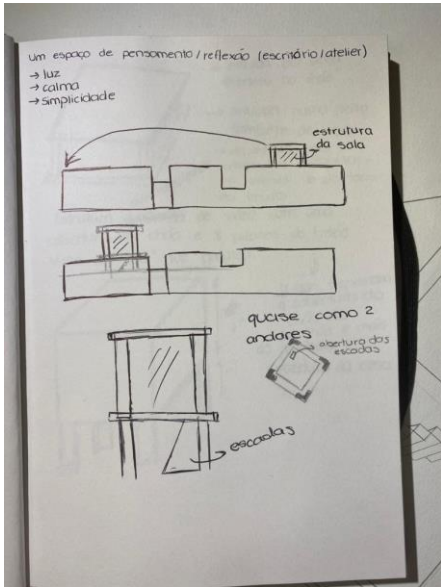 um espaço de pensamento/reflexão (escritório/atelier)
→ luz
→ calma
→ simplicidade
estrutura
da sala
quase como 2
andares
abertura das
escadas
escadas